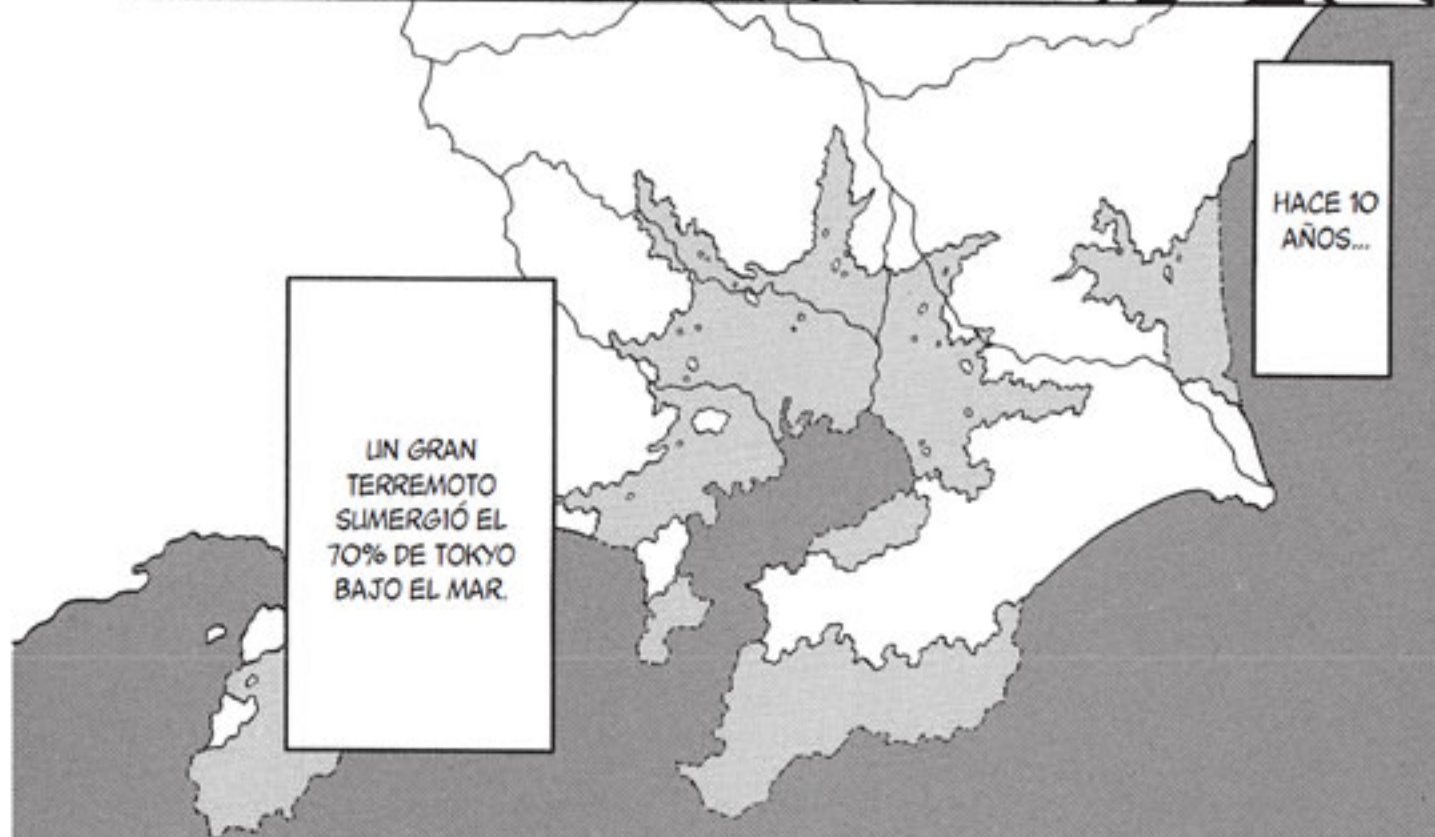 HACE 10
AÑOS...
UN GRAN
TERREMOTO
SUMERGIÓ EL
70% DE TOKYO
BAJO EL MAR.